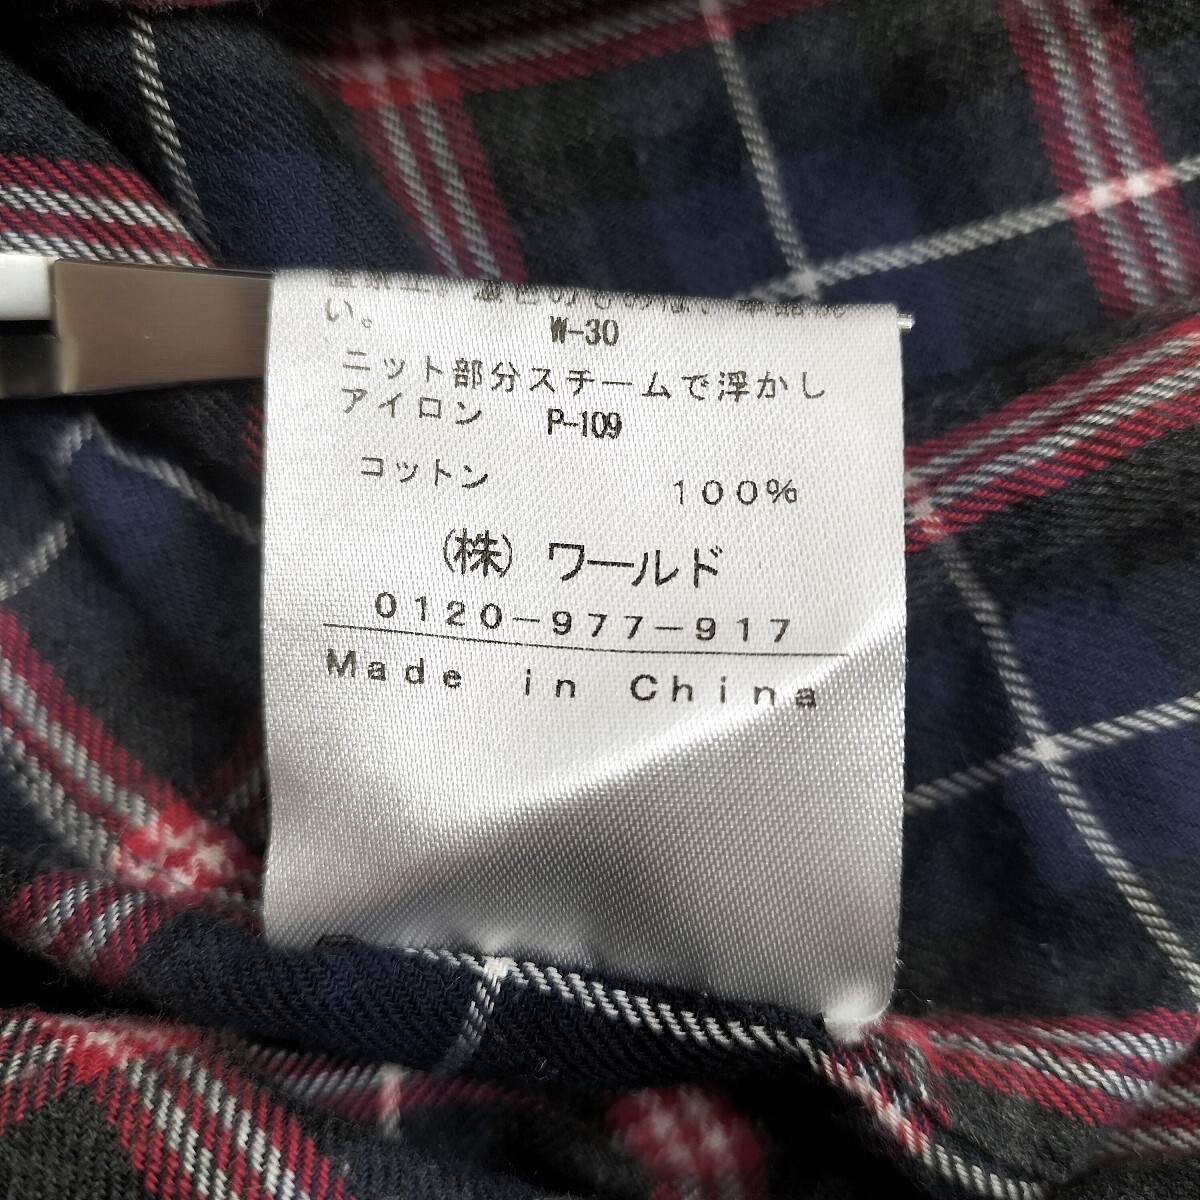 い。
W-30
ニット部分スチームで浮かし
アイロン P-109
コットン 100%
(株) ワールド
0120-977-917
Made in China